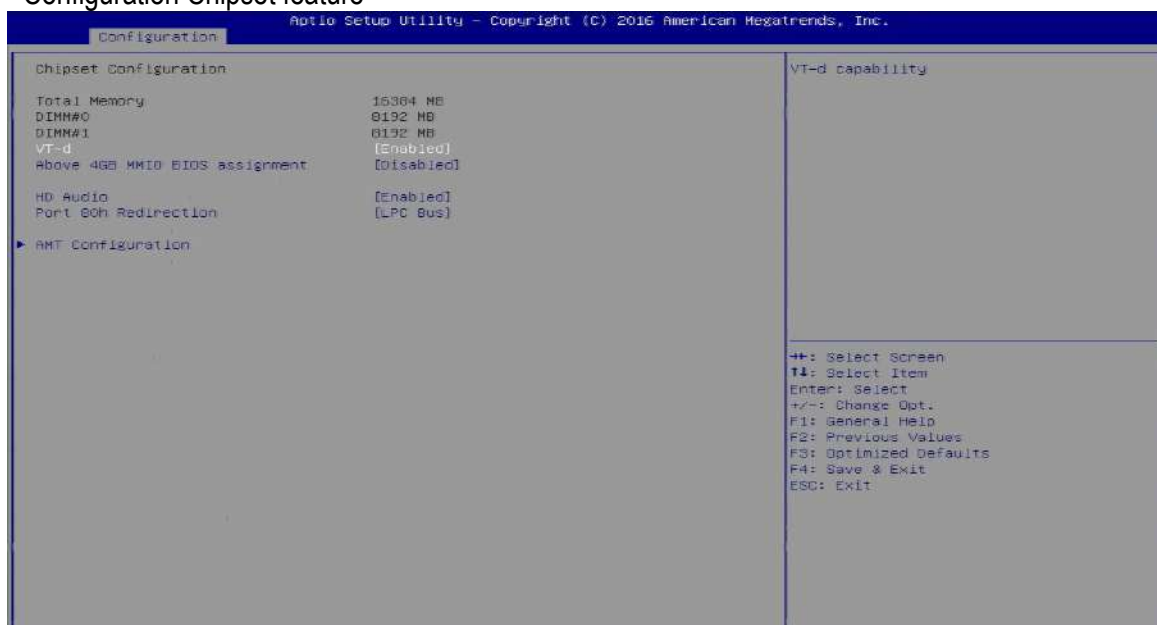 Configuration Chipset feature
Aptio Setup Utility - Copyright (C) 2016 American Megatrends, Inc.
Configuration
Chipset Configuration
Total Memory 16384 MB
DIMM#0 8192 MB
DIMM#1 8192 MB
VT-d [Enabled]
Above 4GB MMIO BIOS assignment [Disabled]
HD Audio [Enabled]
Port 80h Redirection [LPC Bus]
► AMT Configuration
VT-d capability
→←: Select Screen
↑↓: Select Item
Enter: Select
+/-: Change Opt.
F1: General Help
F2: Previous Values
F3: Optimized Defaults
F4: Save & Exit
ESC: Exit